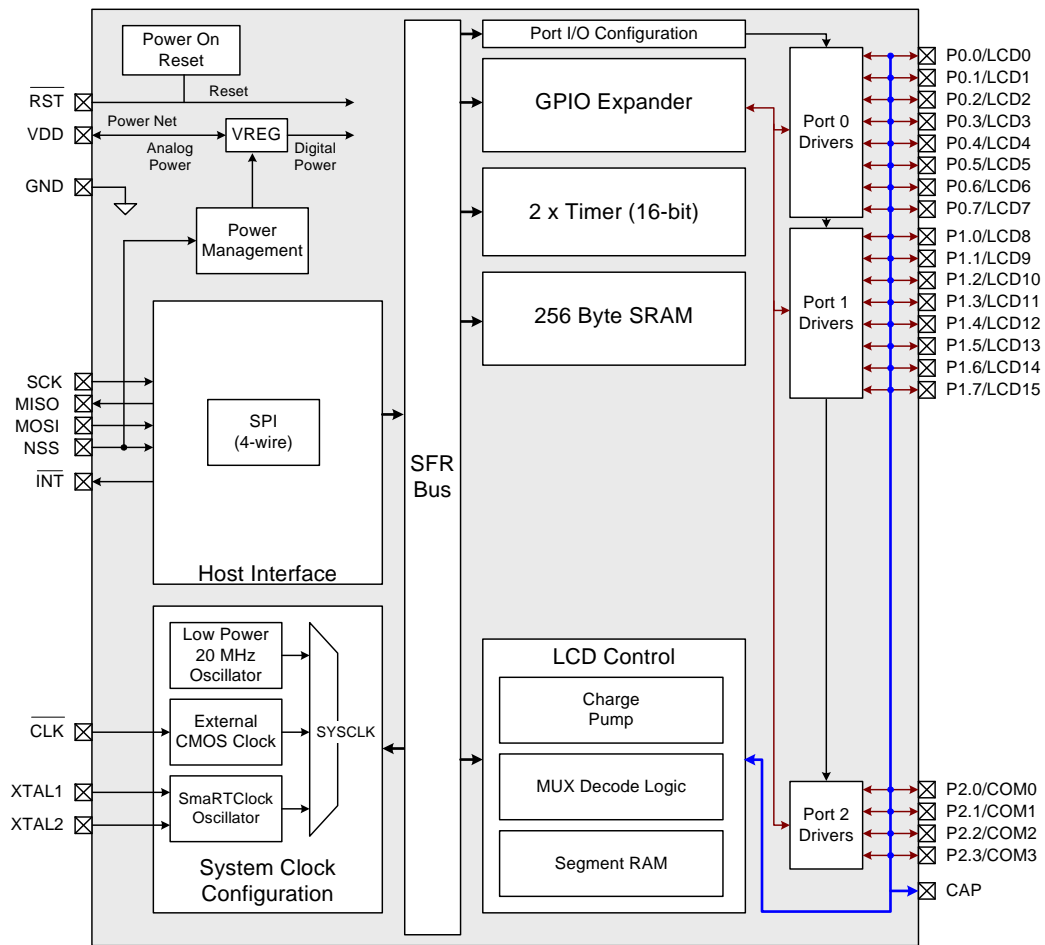 Power On
Reset
RST
Reset
VDD
Power Net
Analog
Power
VREG
Digital
Power
GND
Power
Management
SCK
MISO
MOSI
NSS
INT
SPI
(4-wire)
Host Interface
Low Power
20 MHz
Oscillator
CLK
External
CMOS Clock
SYSCLK
XTAL1
XTAL2
SmaRTClock
Oscillator
System Clock
Configuration
SFR
Bus
Port I/O Configuration
GPIO Expander
2 x Timer (16-bit)
256 Byte SRAM
LCD Control
Charge
Pump
MUX Decode Logic
Segment RAM
Port 0
Drivers
Port 1
Drivers
Port 2
Drivers
P0.0/LCD0
P0.1/LCD1
P0.2/LCD2
P0.3/LCD3
P0.4/LCD4
P0.5/LCD5
P0.6/LCD6
P0.7/LCD7
P1.0/LCD8
P1.1/LCD9
P1.2/LCD10
P1.3/LCD11
P1.4/LCD12
P1.5/LCD13
P1.6/LCD14
P1.7/LCD15
P2.0/COM0
P2.1/COM1
P2.2/COM2
P2.3/COM3
CAP